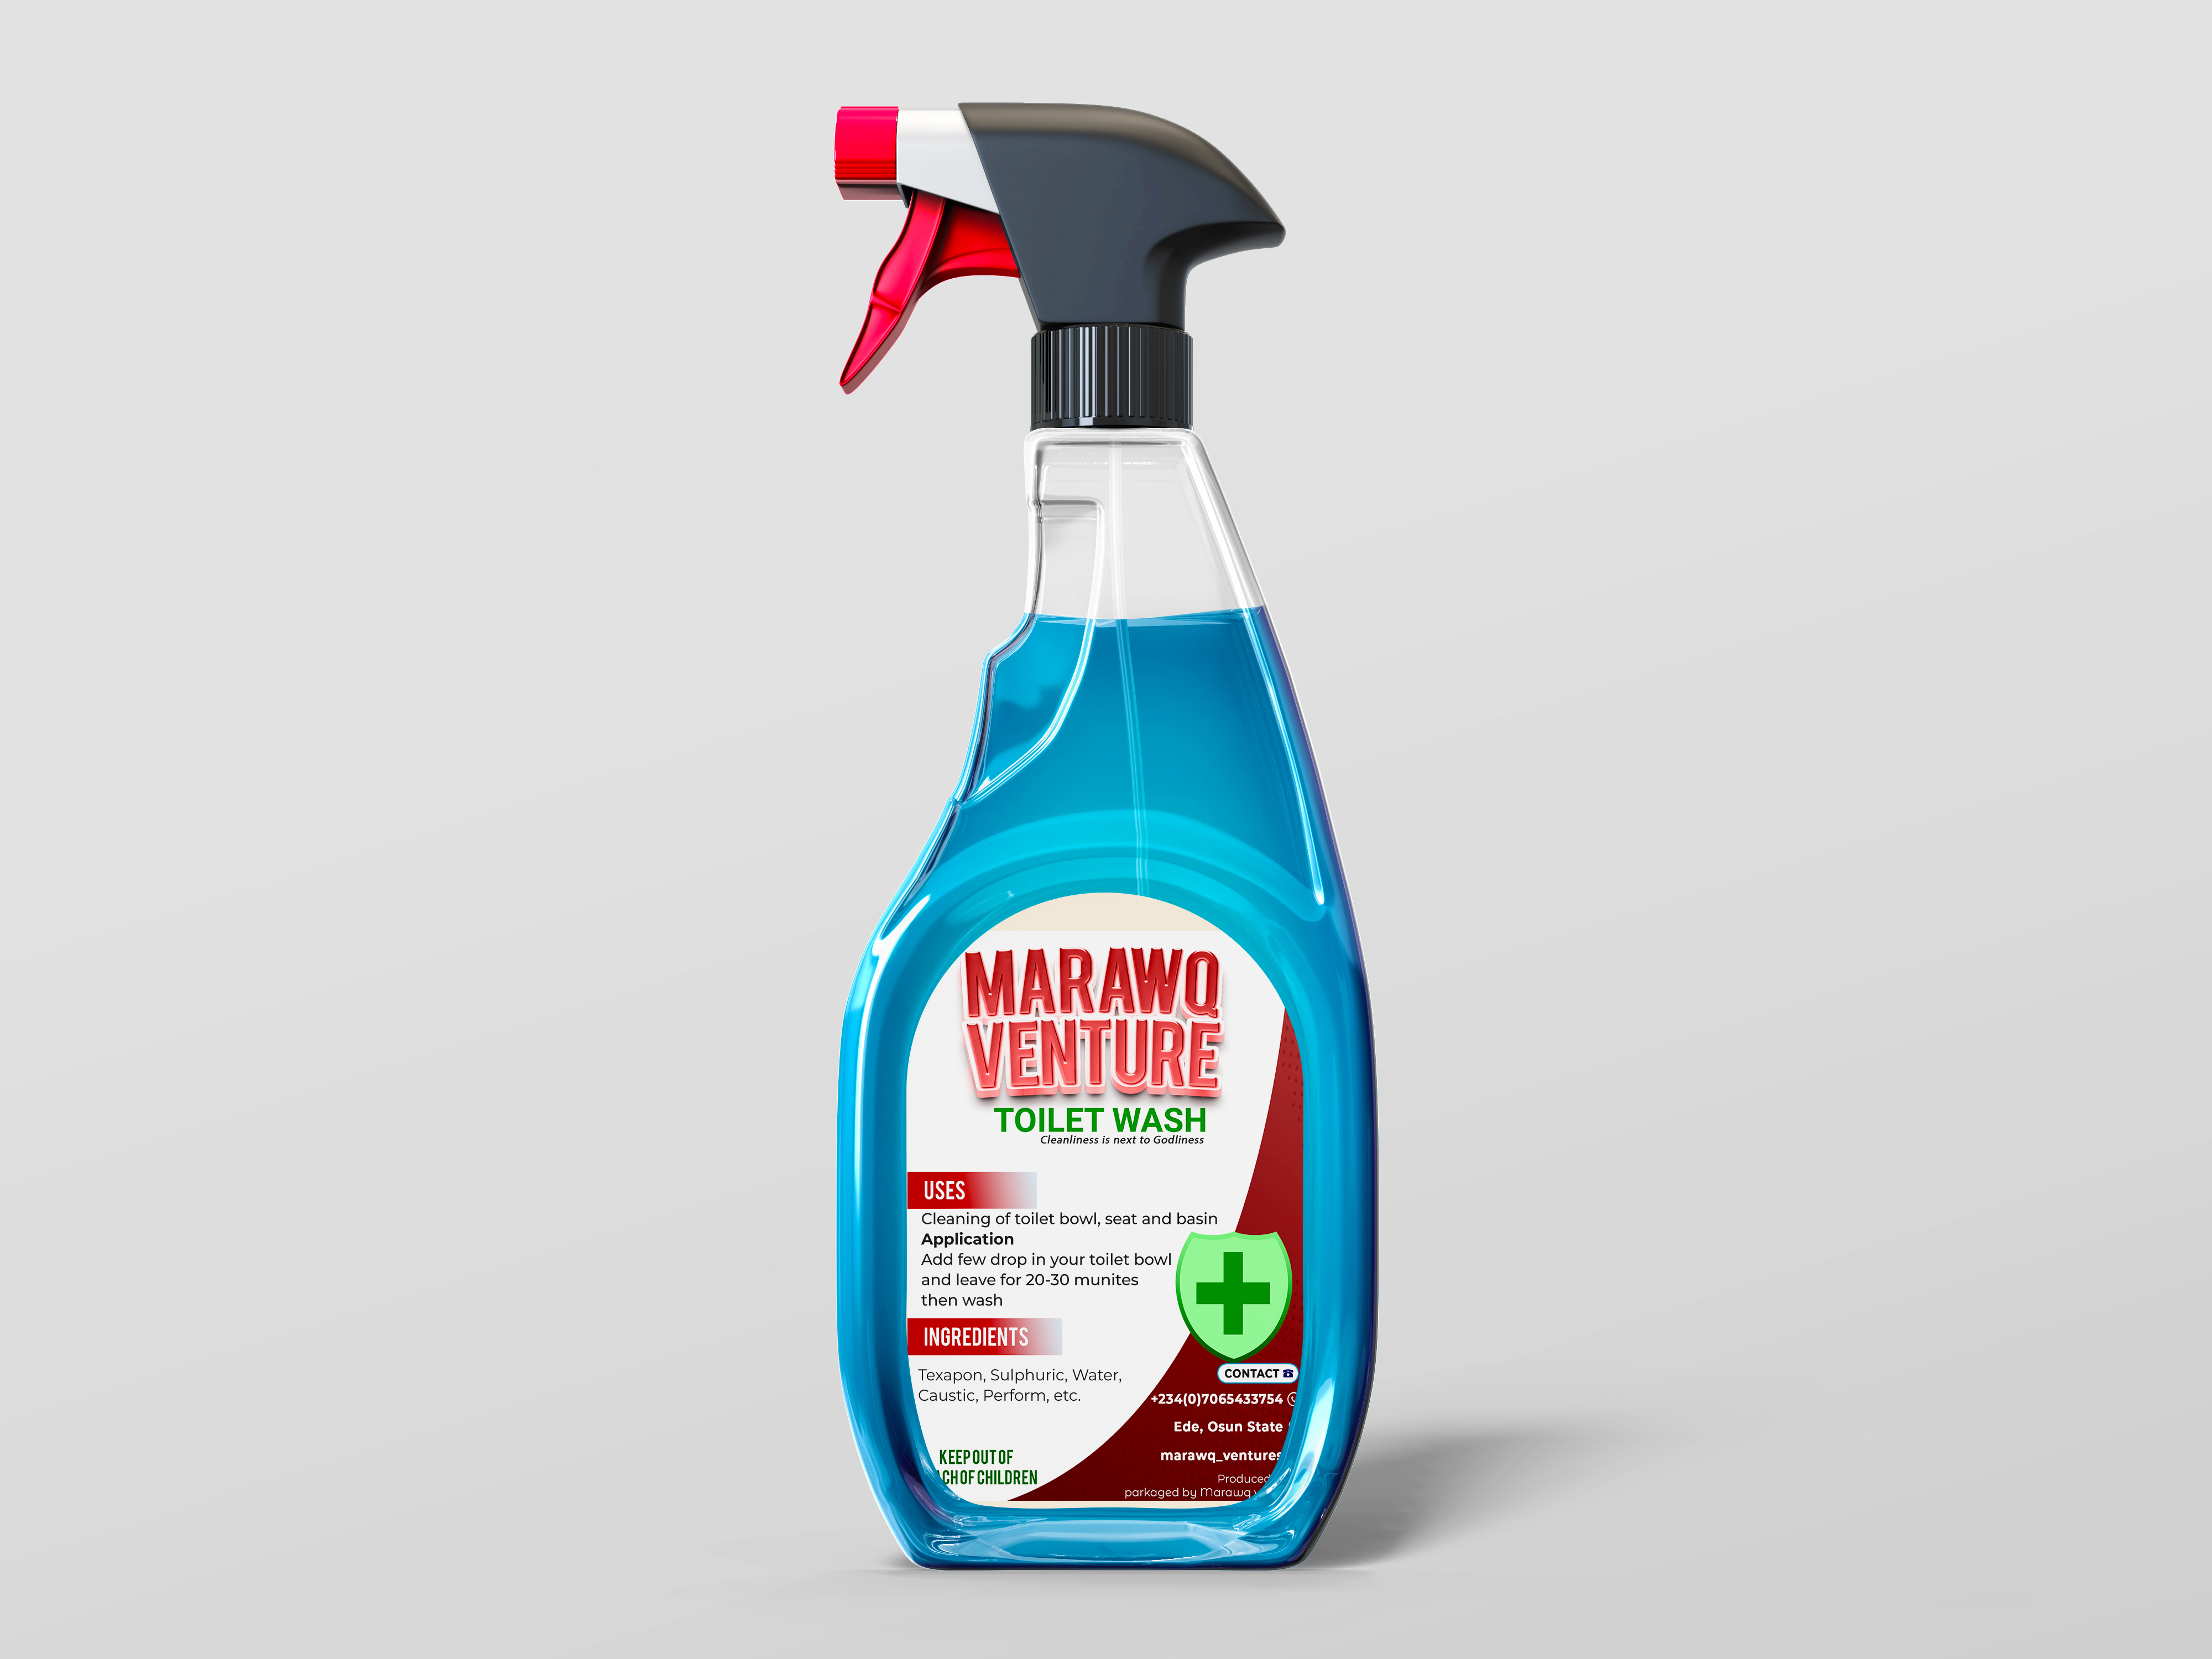 MARAWQ
VENTURE
TOILET WASH
Cleanliness is next to Godliness
USES
Cleaning of toilet bowl, seat and basin
Application
Add few drop in your toilet bowl
and leave for 20-30 munites
then wash
INGREDIENTS
Texapon, Sulphuric, Water,
Caustic, Perform, etc.
KEEP OUT OF
OF CHILDREN
CONTACT
+234(0)7065433754
Ede, Osun State
marawq_ventures
Produced
parkaged by Marawq